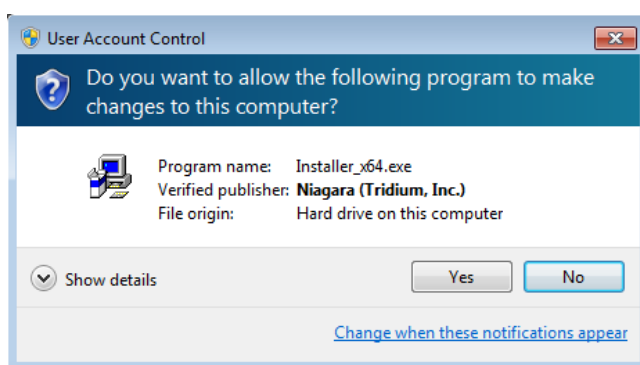 User Account Control
Do you want to allow the following program to make
changes to this computer?
Program name: Installer_x64.exe
Verified publisher: Niagara (Tridium, Inc.)
File origin: Hard drive on this computer
Show details Yes No
Change when these notifications appear